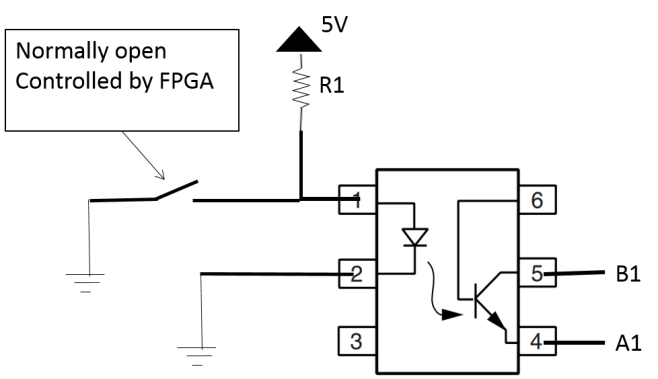 5V
Normally open
Controlled by FPGA
R1
1
6
2
5
B1
3
4
A1